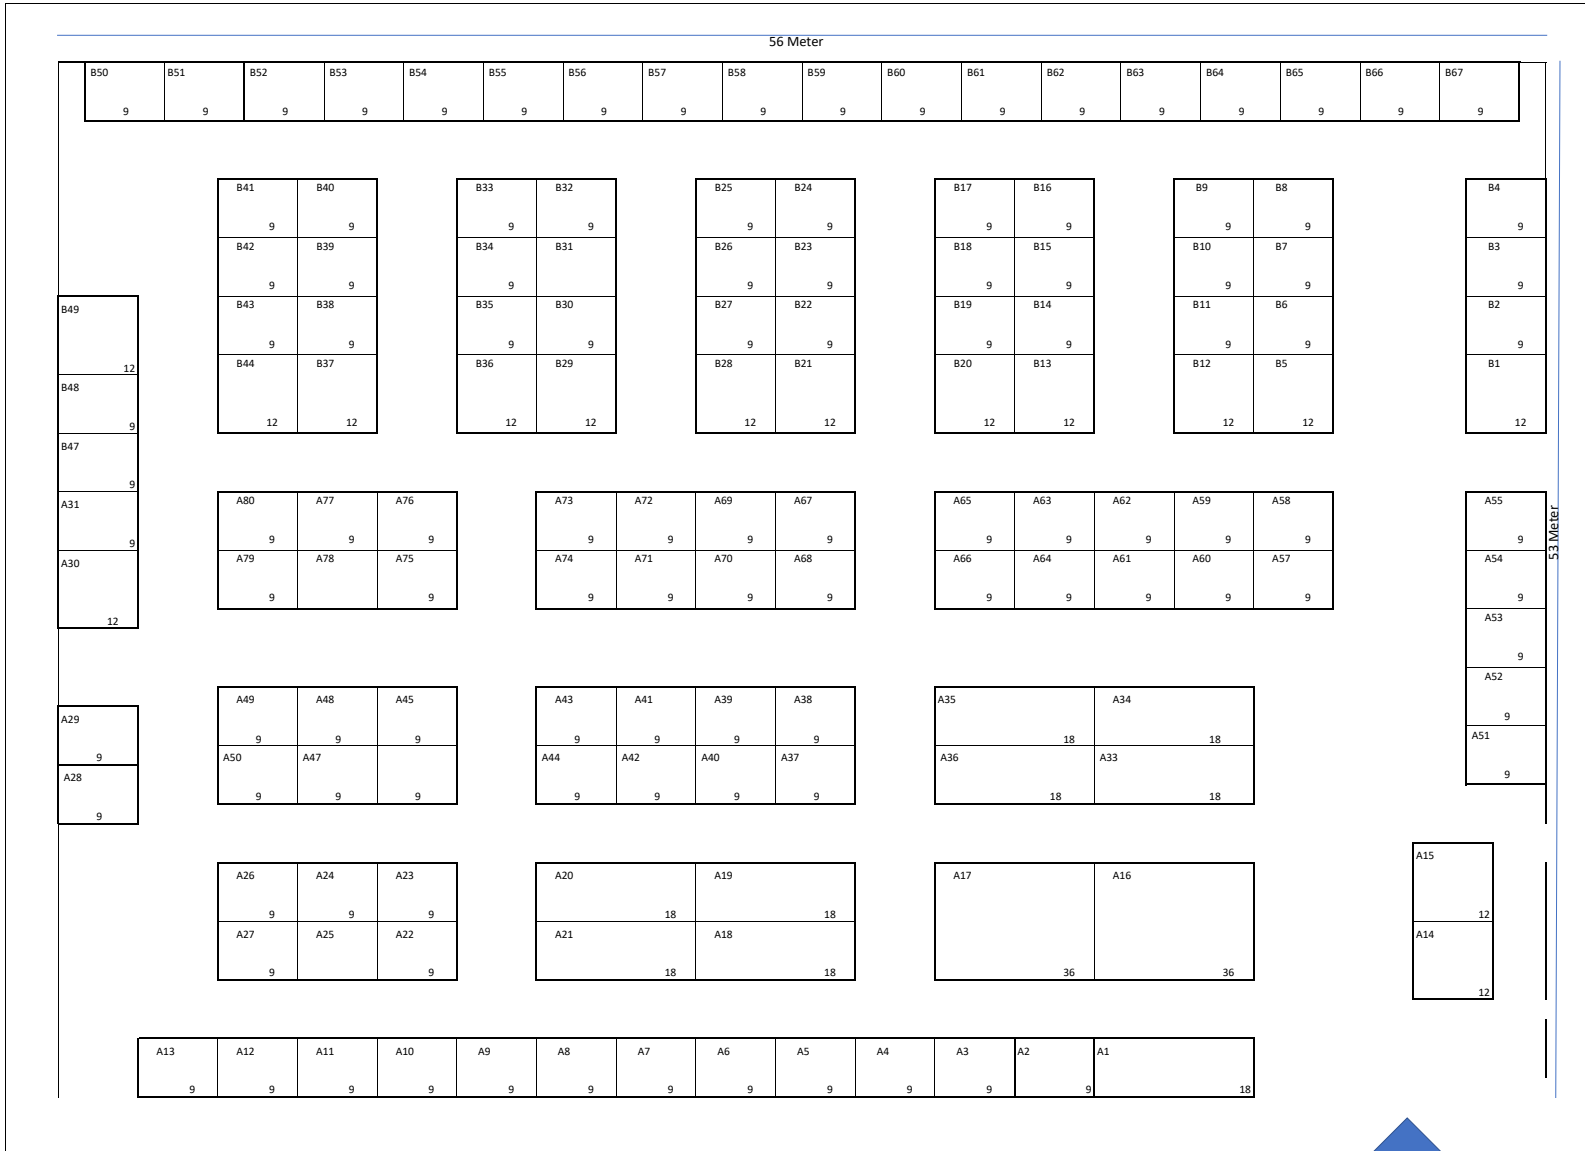 56 Meter
B50 B51 B52 B53 B54 B55 B56 B57 B58 B59 B60 B61 B62 B63 B64 B65 B66 B67
9 9 9 9 9 9 9 9 9 9 9 9 9 9 9 9 9 9
B41 B40 B33 B32 B25 B24 B17 B16 B9 B8 B4
9 9 9 9 9 9 9 9 9 9 9
B42 B39 B34 B31 B26 B23 B18 B15 B10 B7 B3
9 9 9 9 9 9 9 9 9 9
B49 B43 B38 B35 B30 B27 B22 B19 B14 B11 B6 B2
9 9 9 9 9 9 9 9 9 9 9
12 B44 B37 B36 B29 B28 B21 B20 B13 B12 B5 B1
B48
9 12 12 12 12 12 12 12 12 12 12 12
B47
9
A31 A80 A77 A76 A73 A72 A69 A67 A65 A63 A62 A59 A58 A55
9 9 9 9 9 9 9 9 9 9 9 9 9 9
53 Meter
A30 A79 A78 A75 A74 A71 A70 A68 A66 A64 A61 A60 A57 A54
9 9 9 9 9 9 9 9 9 9 9 9
12 A53
9
A52
A29 A49 A48 A45 A43 A41 A39 A38 A35 A34
9
9 9 9 9 9 9 9 18 18
A51
9 A50 A47 A44 A42 A40 A37 A36 A33
A28 9
9 9 9 9 9 9 9 9 18 18
A15
A26 A24 A23 A20 A19 A17 A16
9 9 9 18 18 12
A27 A25 A22 A21 A18 A14
9 9 18 18 36 36
12
A13 A12 A11 A10 A9 A8 A7 A6 A5 A4 A3 A2 A1
9 9 9 9 9 9 9 9 9 9 9 9 18